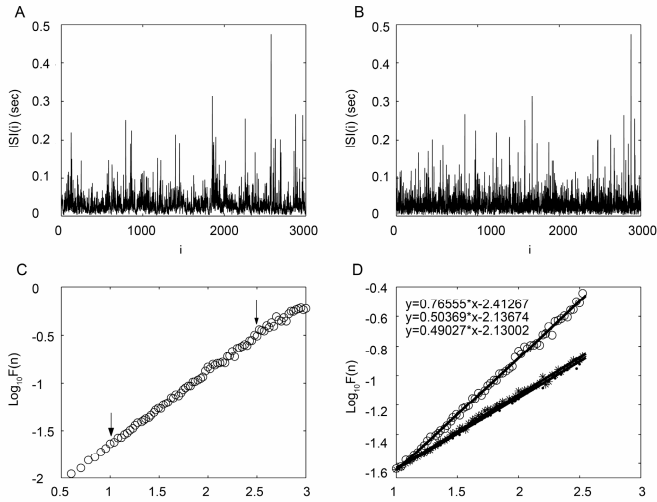 A
B
0.5
0.4
0.3
0.2
0.1
0
ISI(i) (sec)
0 1000 2000 3000
i
0.5
0.4
0.3
0.2
0.1
0
ISI(i) (sec)
0 1000 2000 3000
i
C
D
0
-0.5
-1
-1.5
-2
Log10F(n)
0.5 1 1.5 2 2.5 3
-0.4
-0.6
-0.8
-1
-1.2
-1.4
-1.6
Log10F(n)
y=0.76555*x-2.41267
y=0.50369*x-2.13674
y=0.49027*x-2.13002
1 1.5 2 2.5 3